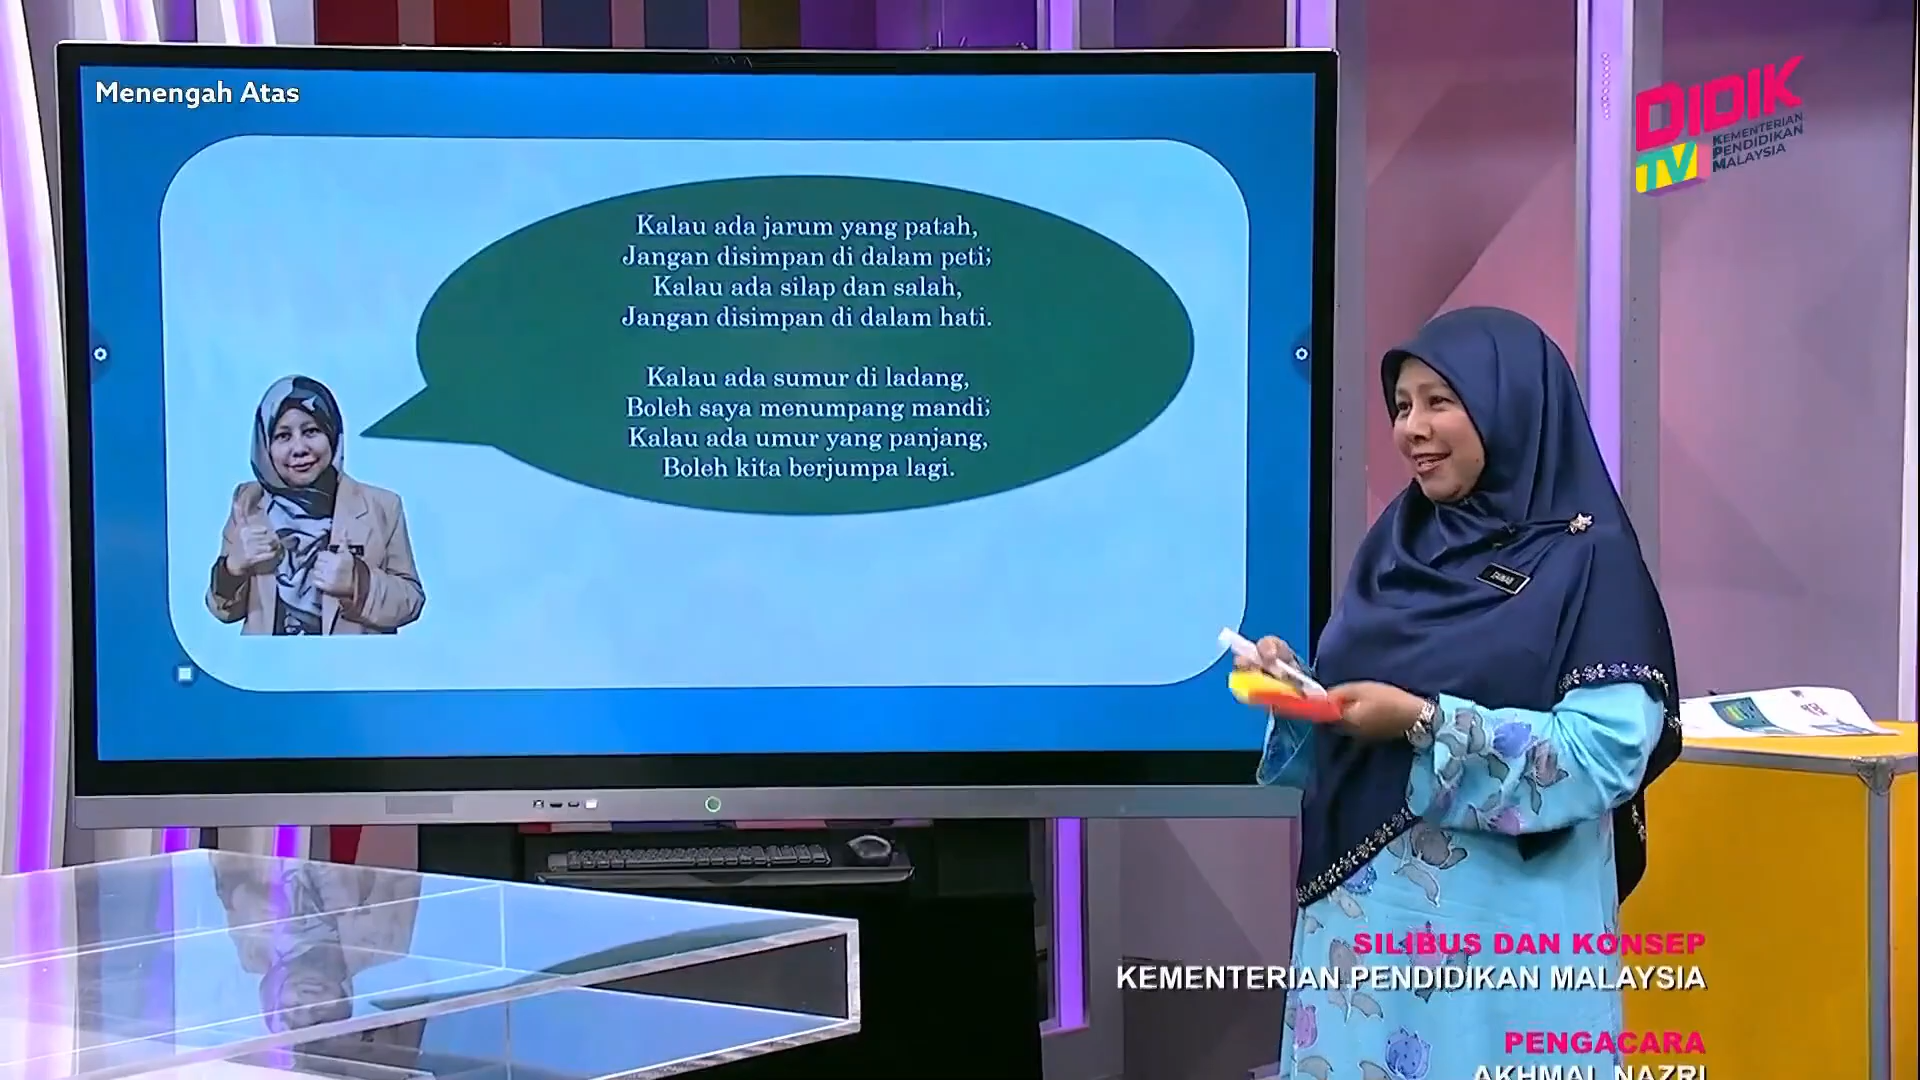 Menengah Atas
Kalau ada jarum yang patah,
Jangan disimpan di dalam peti;
Kalau ada silap dan salah,
Jangan disimpan di dalam hati.
Kalau ada sumur di ladang,
Boleh saya menumpang mandi;
Kalau ada umur yang panjang,
Boleh kita berjumpa lagi.
DIDIK
TV
KEMENTERIAN
PENDIDIKAN
MALAYSIA
SILIBUS DAN KONSEP
KEMENTERIAN PENDIDIKAN MALAYSIA
PENGACARA
AKHMAL NAZRI